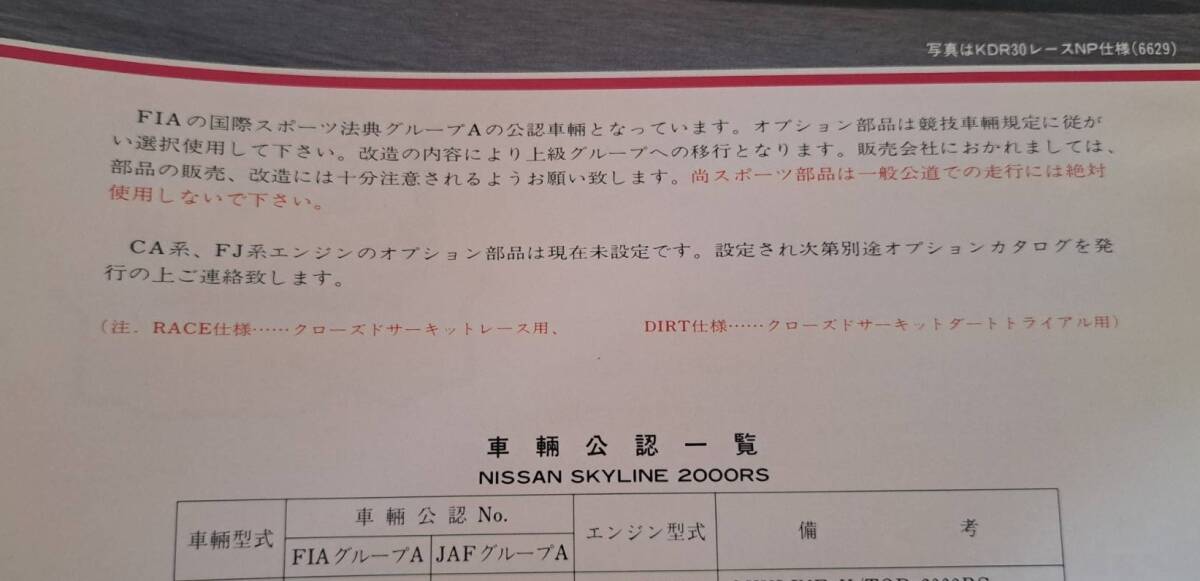 写真はKDR30レースNP仕様(6629)
FIAの国際スポーツ法典グループAの公認車輛となっています。オプション部品は競技車輛規定に従が
い選択使用して下さい。改造の内容により上級グループへの移行となります。販売会社におかれましては、
部品の販売、改造には十分注意されるようお願い致します。尚スポーツ部品は一般公道での走行には絶対
使用しないで下さい。
CA系、FJ系エンジンのオプション部品は現在未設定です。設定され次第別途オプションカタログを発
行の上ご連絡致します。
(注. RACE仕様……クローズドサーキットレース用、 DIRT仕様……クローズドサーキットダートトライアル用)
車輛公認一覧
NISSAN SKYLINE 2000RS
車輛型式 車輛公認 No. エンジン型式 備考
FIAグループA JAFグループA